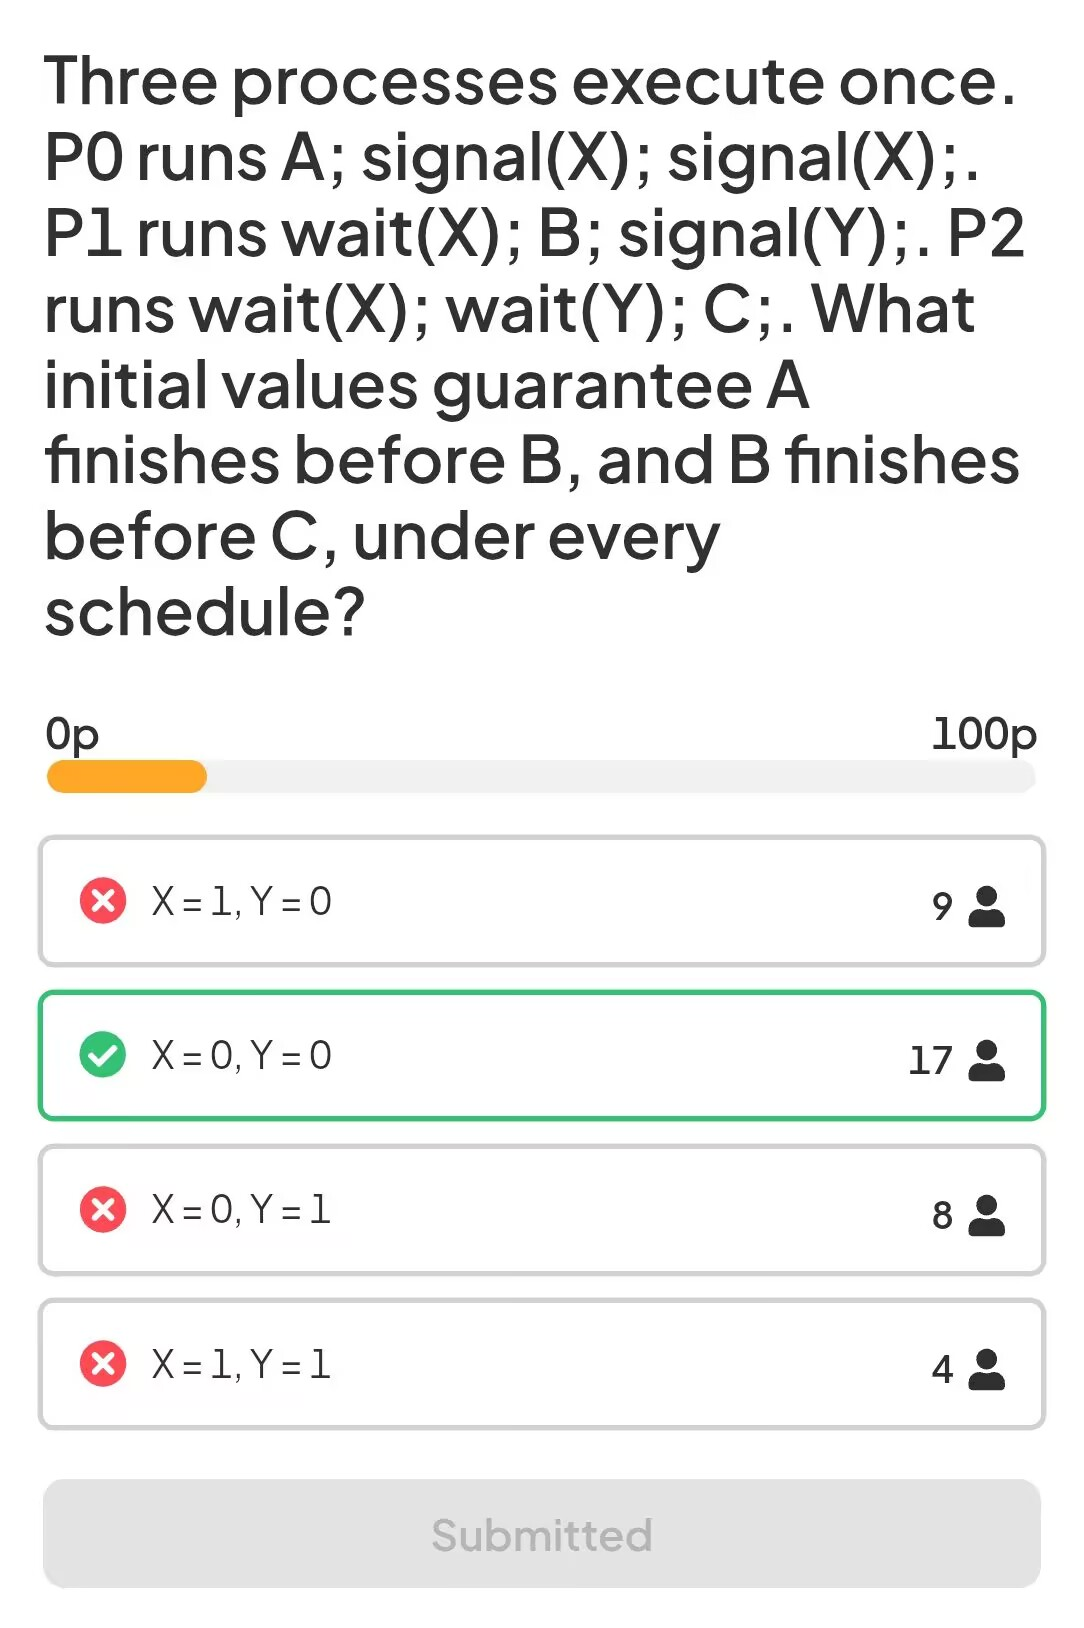 Three processes execute once.
P0 runs A; signal(X); signal(X);.
P1 runs wait(X); B; signal(Y);. P2
runs wait(X); wait(Y); C;. What
initial values guarantee A
finishes before B, and B finishes
before C, under every
schedule?
0p 100p
X = 1, Y = 0 9
X = 0, Y = 0 17
X = 0, Y = 1 8
X = 1, Y = 1 4
Submitted